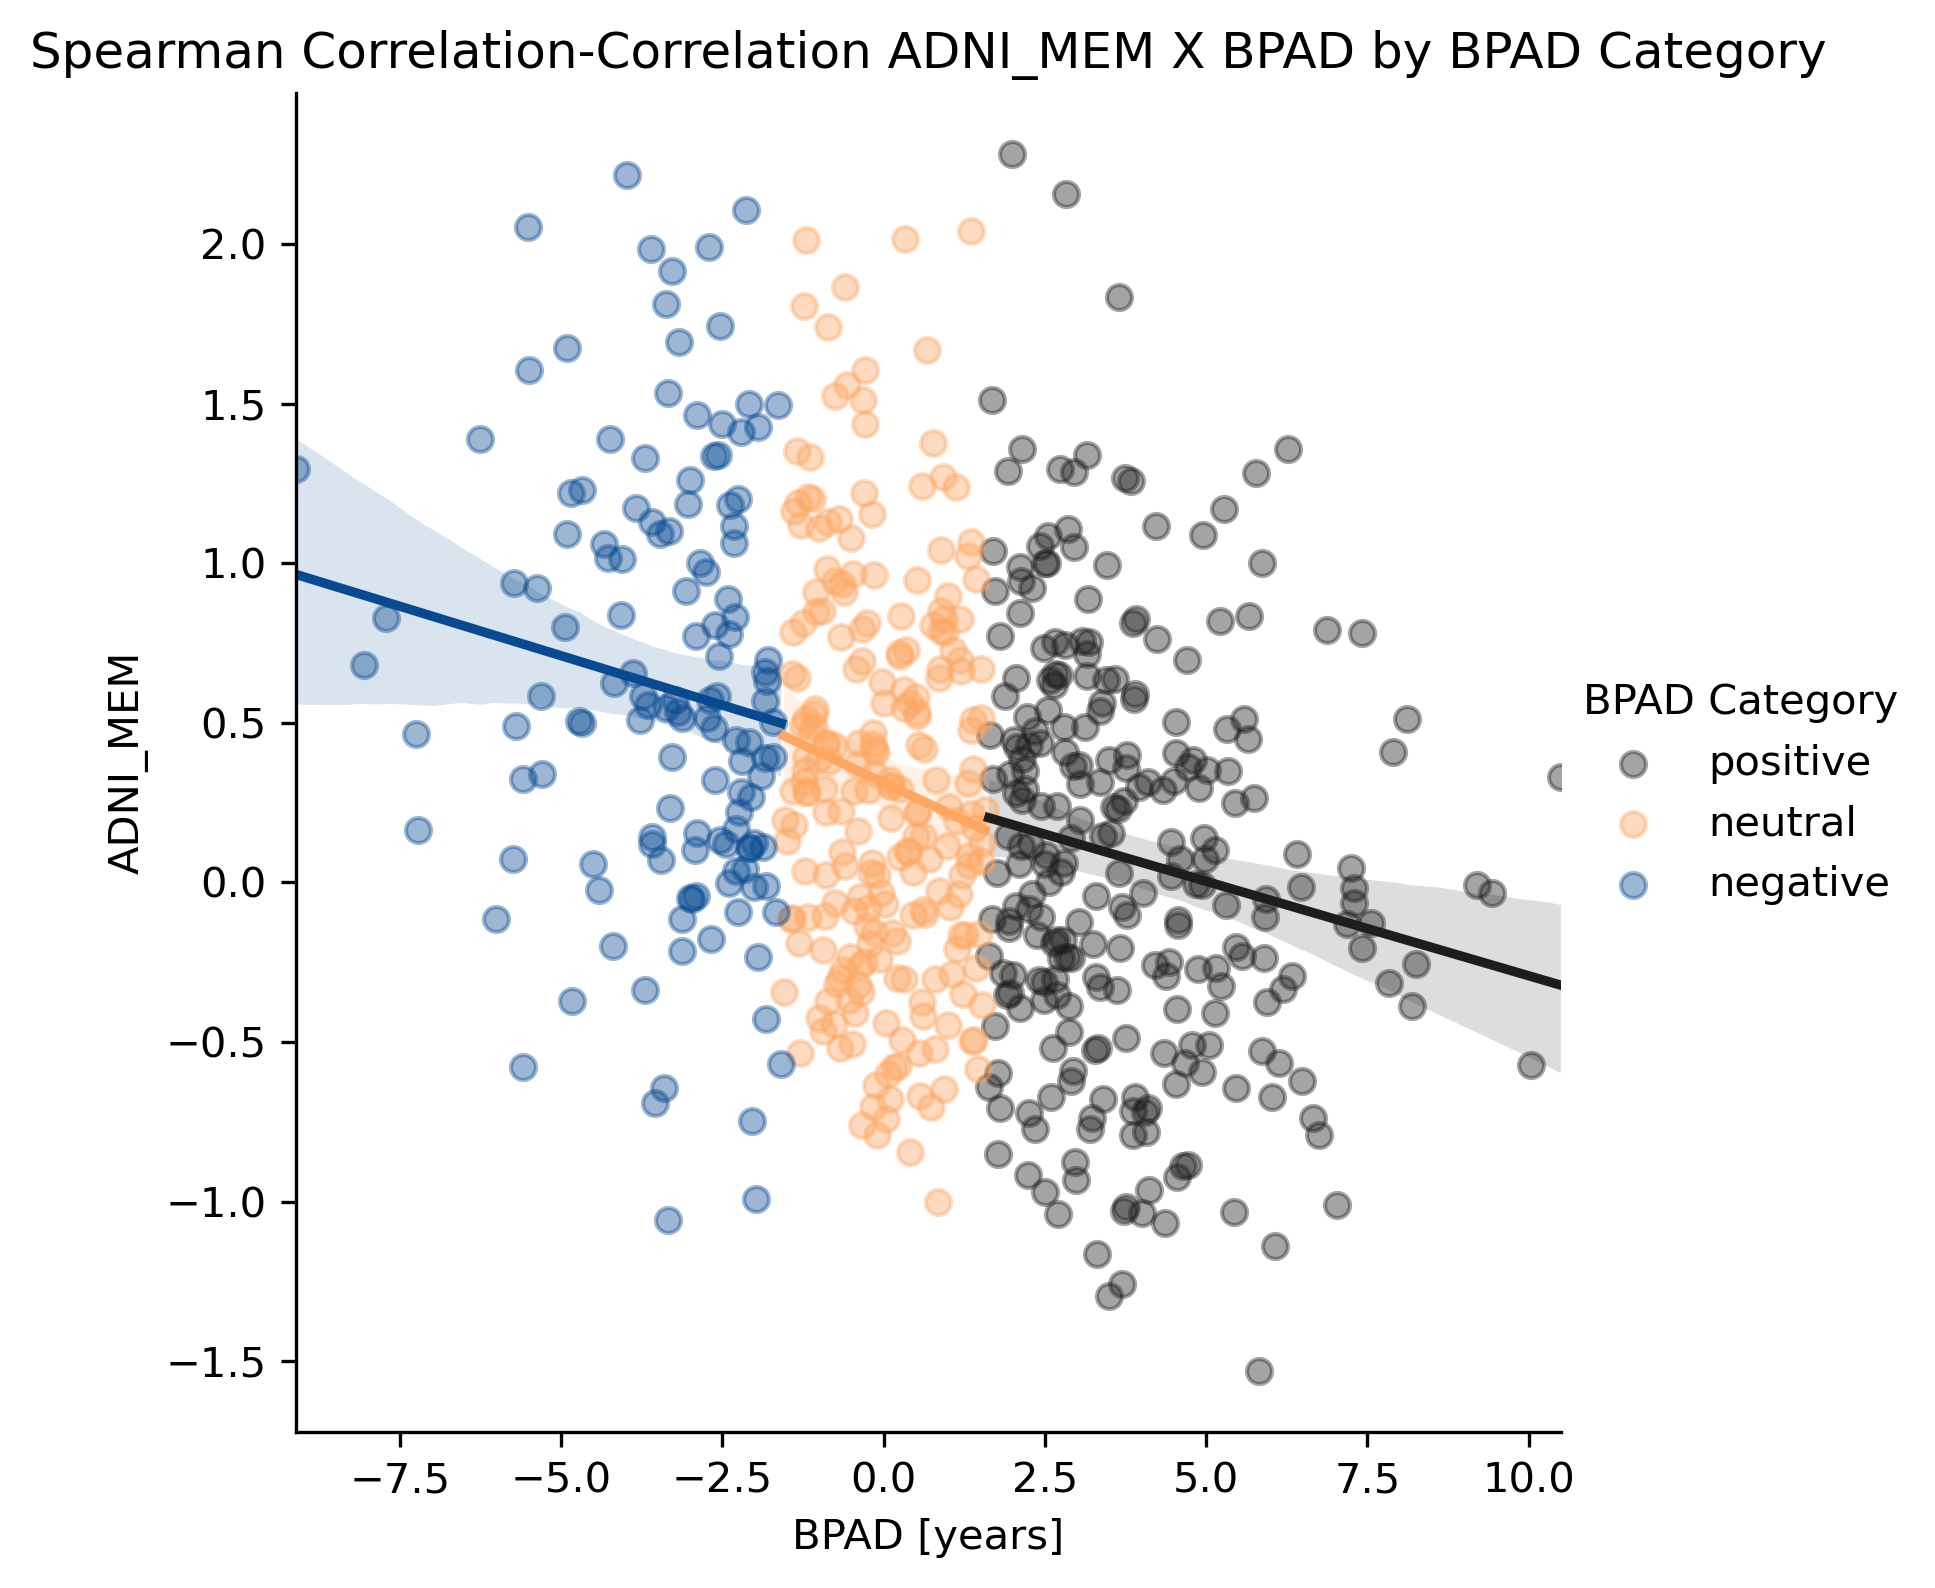 Spearman Correlation-Correlation ADNI_MEM X BPAD by BPAD Category
ADNI_MEM
2.0
1.5
1.0
0.5
0.0
−0.5
−1.0
−1.5
−7.5
−5.0
−2.5
0.0
2.5
5.0
7.5
10.0
BPAD [years]
BPAD Category
positive
neutral
negative